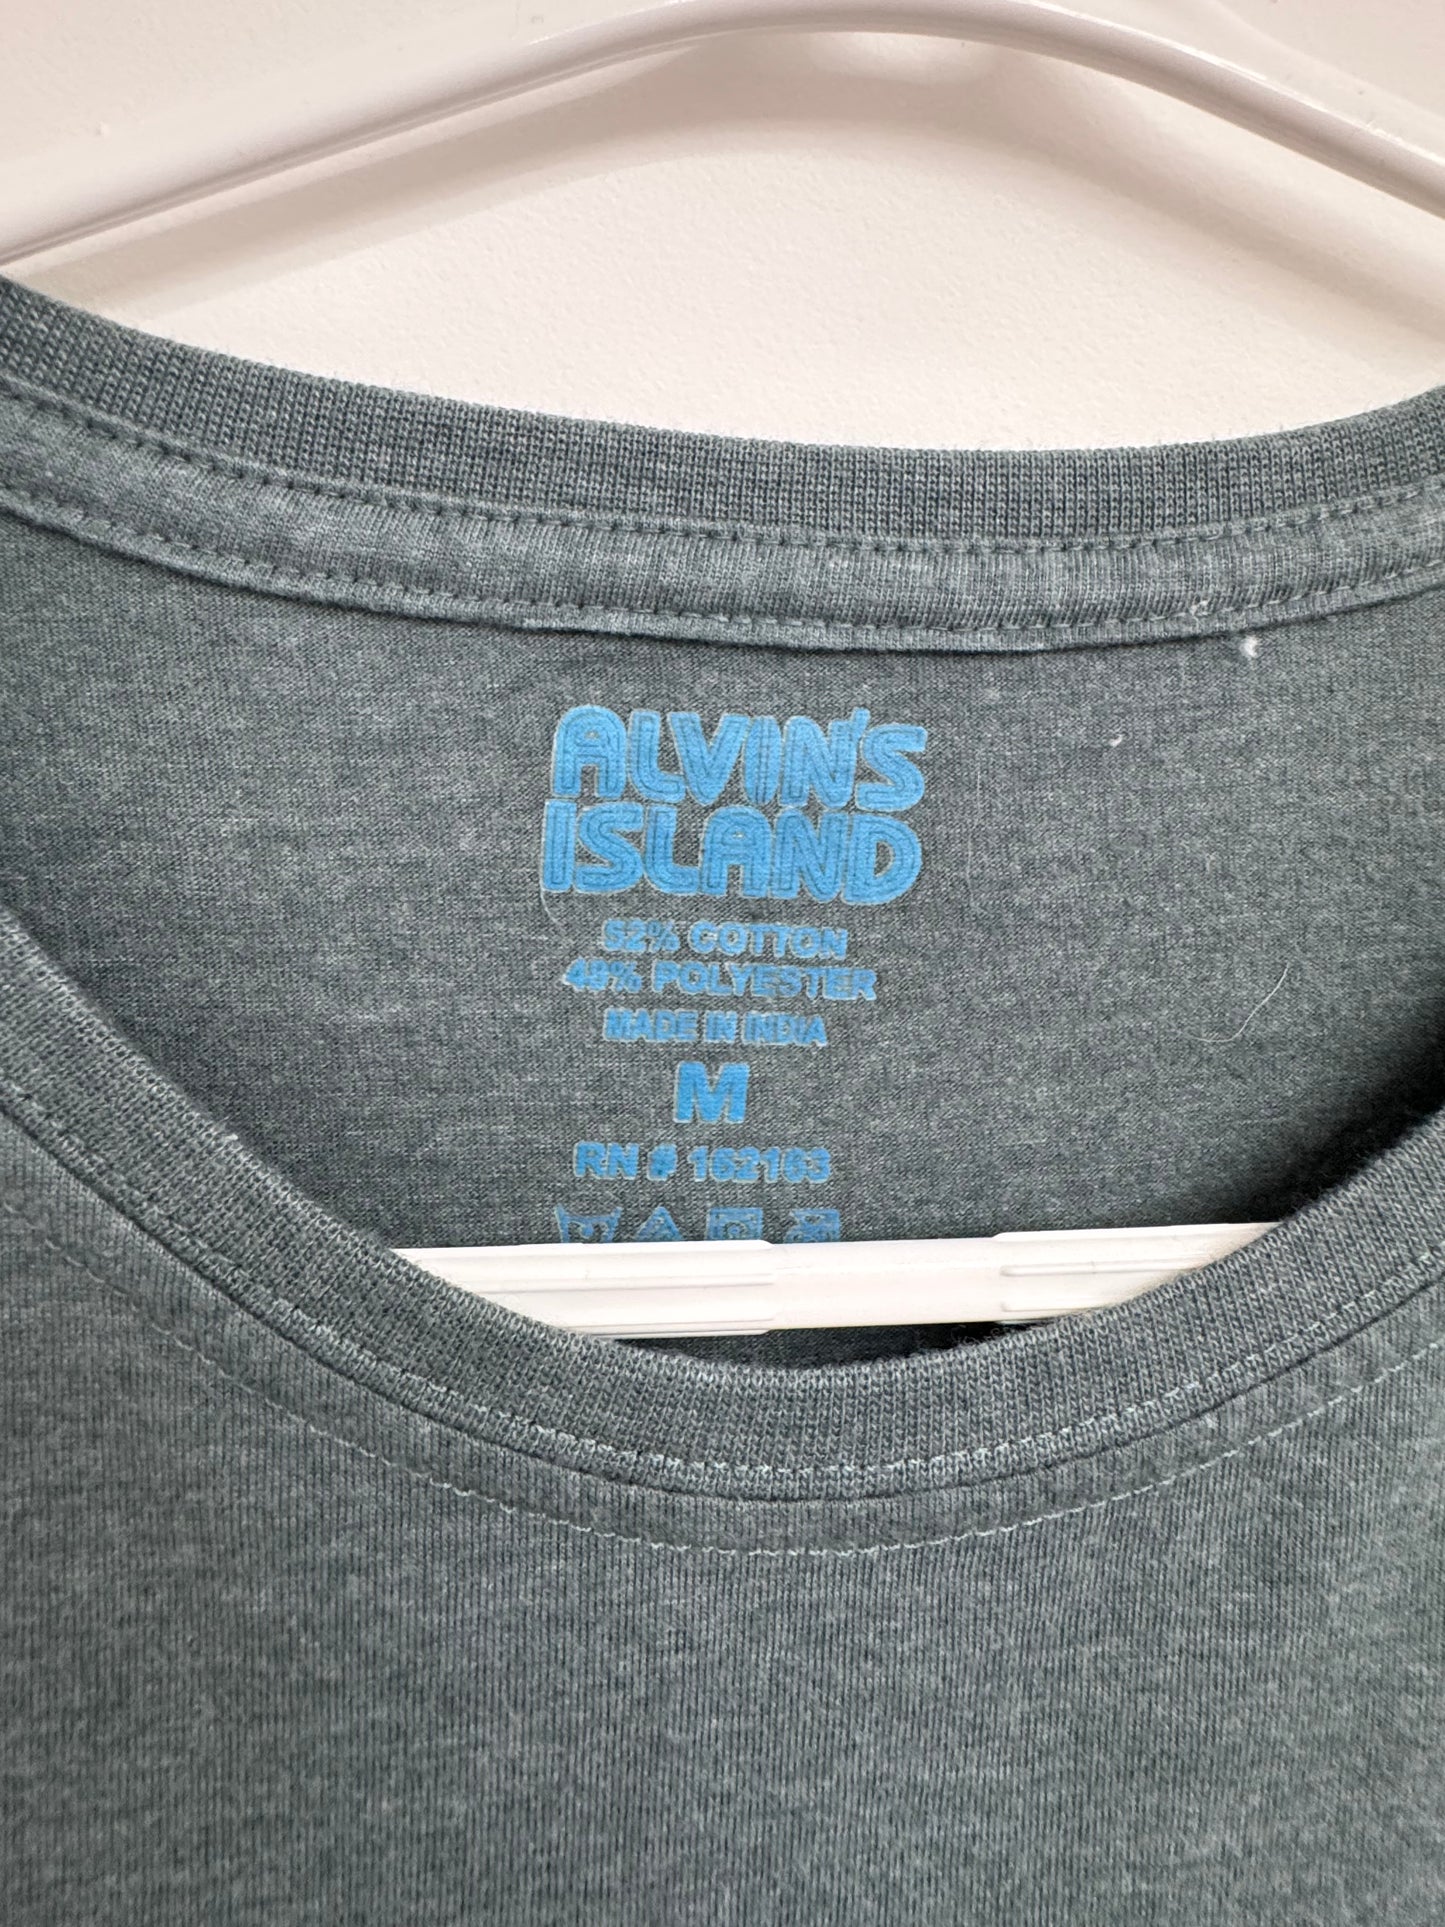 ALVIN'S
ISLAND
52% COTTON
48% POLYESTER
MADE IN INDIA
M
RN # 162163